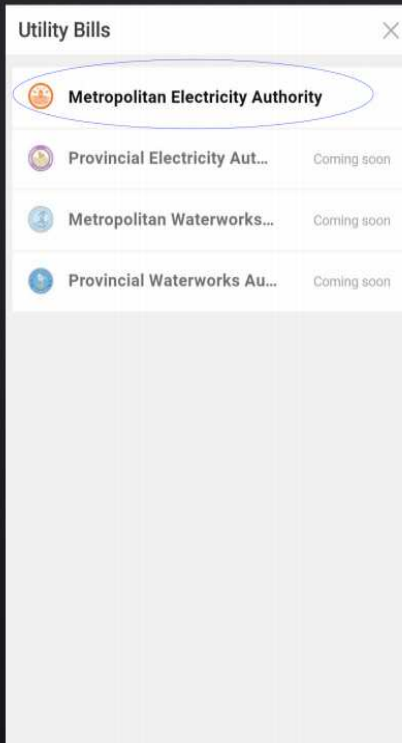 Utility Bills
Metropolitan Electricity Authority
Provincial Electricity Aut... Coming soon
Metropolitan Waterworks... Coming soon
Provincial Waterworks Au... Coming soon